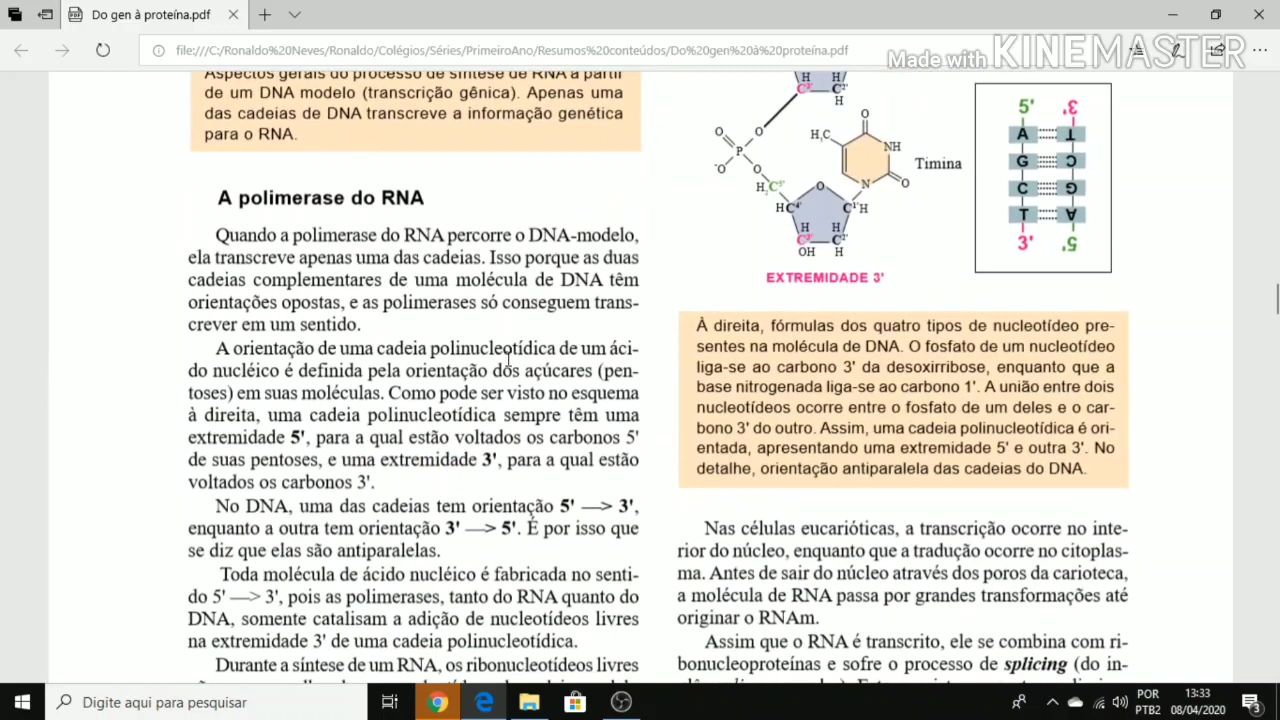 Do gen à proteína.pdf
file:///C:/Ronaldo%20Neves/Ronaldo/Colégios/Séries/PrimeiroAno/Resumos%20conteúdos/Do%20gen%20à%20proteína.pdf
Made with KINEMASTER
Aspectos gerais do processo de síntese de RNA a partir
de um DNA modelo (transcrição gênica). Apenas uma
das cadeias de DNA transcreve a informação genética
para o RNA.
A polimerase do RNA
Quando a polimerase do RNA percorre o DNA-modelo,
ela transcreve apenas uma das cadeias. Isso porque as duas
cadeias complementares de uma molécula de DNA têm
orientações opostas, e as polimerases só conseguem trans-
crever em um sentido.
A orientação de uma cadeia polinucleotídica de um áci-
do nucléico é definida pela orientação dos açúcares (pen-
toses) em suas moléculas. Como pode ser visto no esquema
à direita, uma cadeia polinucleotídica sempre têm uma
extremidade 5', para a qual estão voltados os carbonos 5'
de suas pentoses, e uma extremidade 3', para a qual estão
voltados os carbonos 3'.
No DNA, uma das cadeias tem orientação 5' —> 3',
enquanto a outra tem orientação 3' —> 5'. É por isso que
se diz que elas são antiparalelas.
Toda molécula de ácido nucléico é fabricada no senti-
do 5' —> 3', pois as polimerases, tanto do RNA quanto do
DNA, somente catalisam a adição de nucleotídeos livres
na extremidade 3' de uma cadeia polinucleotídica.
Durante a síntese de um RNA, os ribonucleotídeos livres
H H
C3' C2'
H
O O
P
-O O
H₂C5'
H₃C O
NH
N O
Timina
O
HC4' C1'H
H H
C3' C2'
OH H
EXTREMIDADE 3'
5' 3'
A T
G C
C G
T A
3' 5'
À direita, fórmulas dos quatro tipos de nucleotídeo pre-
sentes na molécula de DNA. O fosfato de um nucleotídeo
liga-se ao carbono 3' da desoxirribose, enquanto que a
base nitrogenada liga-se ao carbono 1'. A união entre dois
nucleotídeos ocorre entre o fosfato de um deles e o car-
bono 3' do outro. Assim, uma cadeia polinucleotídica é ori-
entada, apresentando uma extremidade 5' e outra 3'. No
detalhe, orientação antiparalela das cadeias do DNA.
Nas células eucarióticas, a transcrição ocorre no inte-
rior do núcleo, enquanto que a tradução ocorre no citoplas-
ma. Antes de sair do núcleo através dos poros da carioteca,
a molécula de RNA passa por grandes transformações até
originar o RNAm.
Assim que o RNA é transcrito, ele se combina com ri-
bonucleoproteínas e sofre o processo de splicing (do in-
Digite aqui para pesquisar
POR
PTB2
13:33
08/04/2020
3